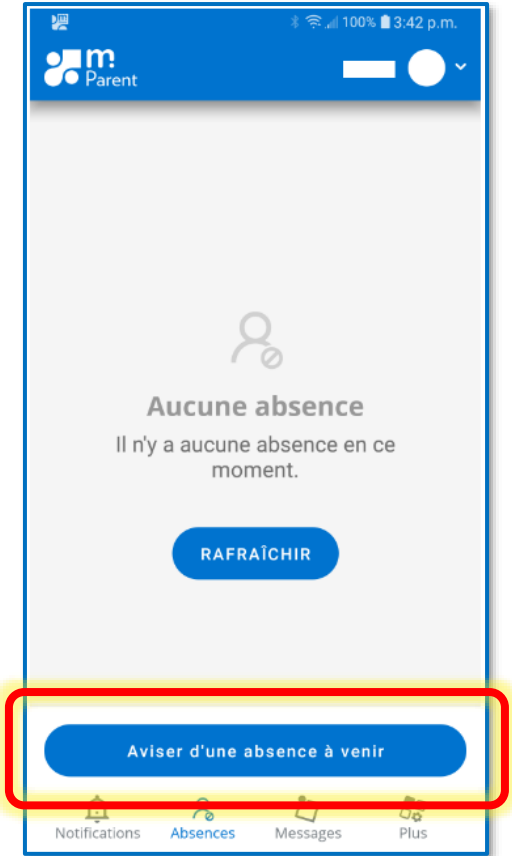 100% 3:42 p.m.
m
Parent
Aucune absence
Il n'y a aucune absence en ce
moment.
RAFRAÎCHIR
Aviser d'une absence à venir
Notifications Absences Messages Plus